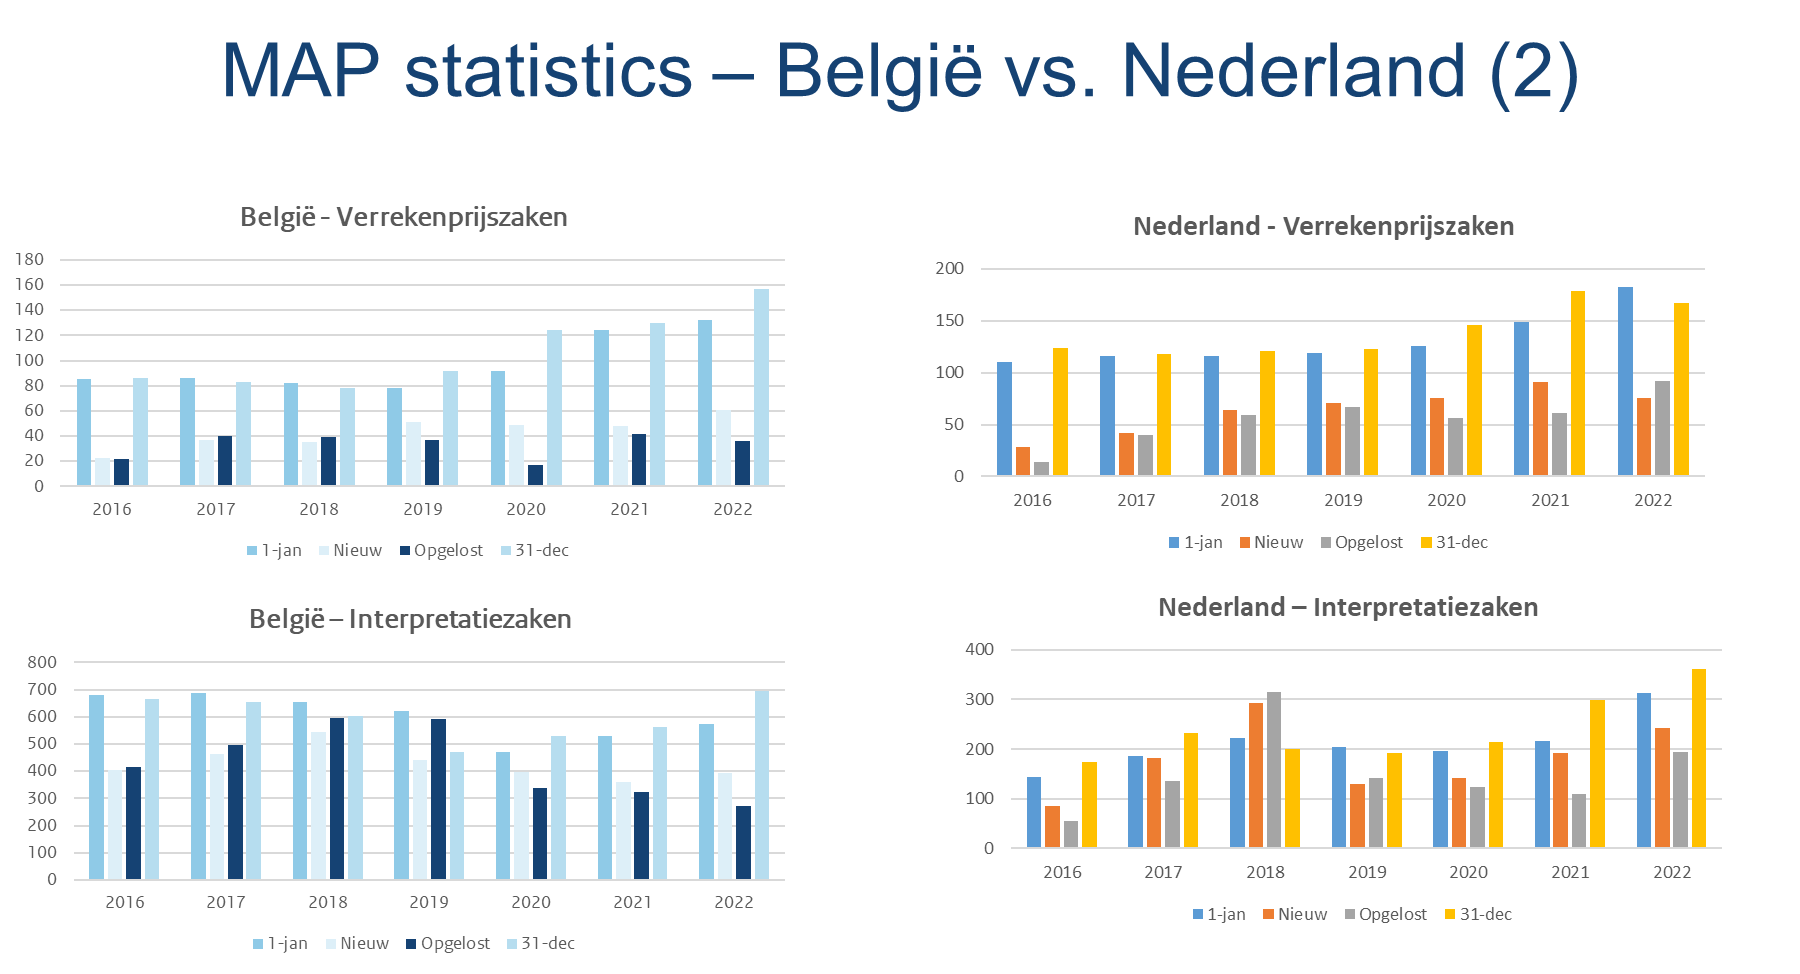 MAP statistics – België vs. Nederland (2)
België - Verrekenprijszaken
180
160
140
120
100
80
60
40
20
0
2016 2017 2018 2019 2020 2021 2022
1-jan Nieuw Opgelost 31-dec
Nederland - Verrekenprijszaken
200
150
100
50
0
2016 2017 2018 2019 2020 2021 2022
1-jan Nieuw Opgelost 31-dec
België – Interpretatiezaken
800
700
600
500
400
300
200
100
0
2016 2017 2018 2019 2020 2021 2022
1-jan Nieuw Opgelost 31-dec
Nederland – Interpretatiezaken
400
300
200
100
0
2016 2017 2018 2019 2020 2021 2022
1-jan Nieuw Opgelost 31-dec